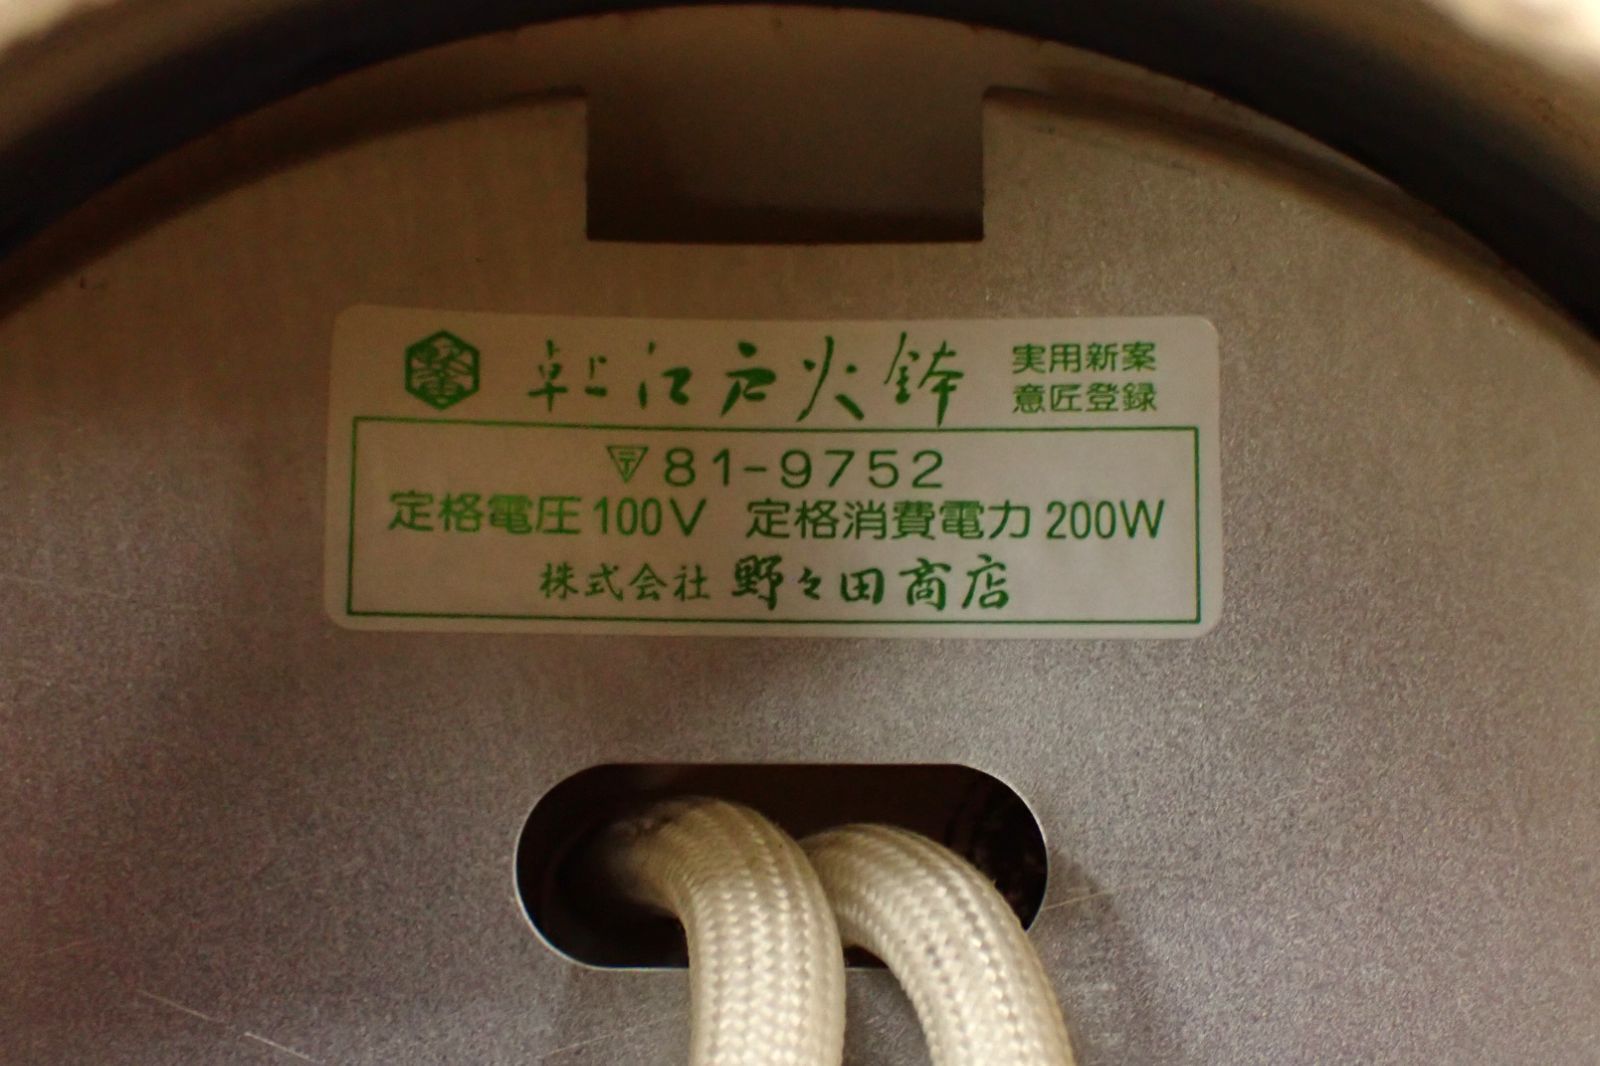 卓上 江戸火鉢
実用新案
意匠登録
〒81-9752
定格電圧100V 定格消費電力200W
株式会社 野々田商店